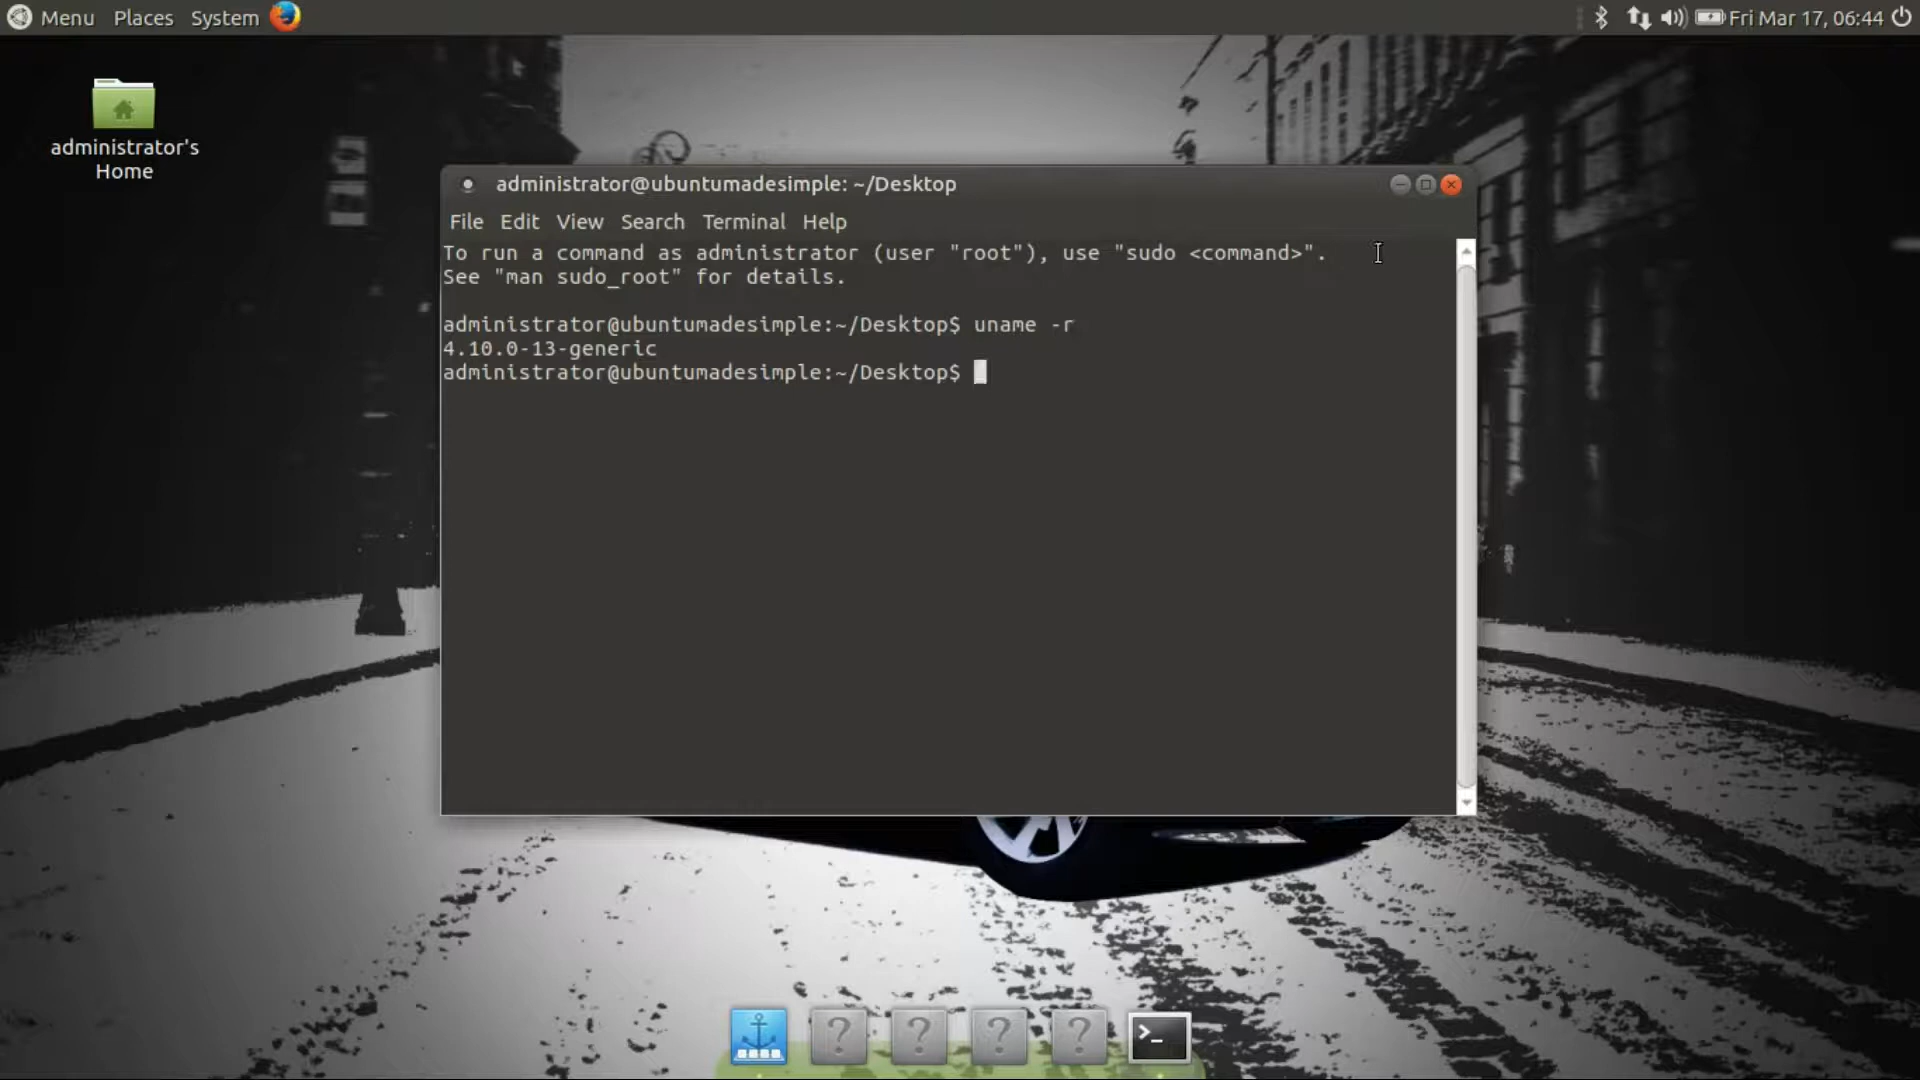 Menu Places System
Fri Mar 17, 06:44
administrator's
Home
administrator@ubuntumadesimple: ~/Desktop
File Edit View Search Terminal Help
To run a command as administrator (user "root"), use "sudo <command>".
See "man sudo_root" for details.
administrator@ubuntumadesimple:~/Desktop$ uname -r
4.10.0-13-generic
administrator@ubuntumadesimple:~/Desktop$
? ? ? ? >_